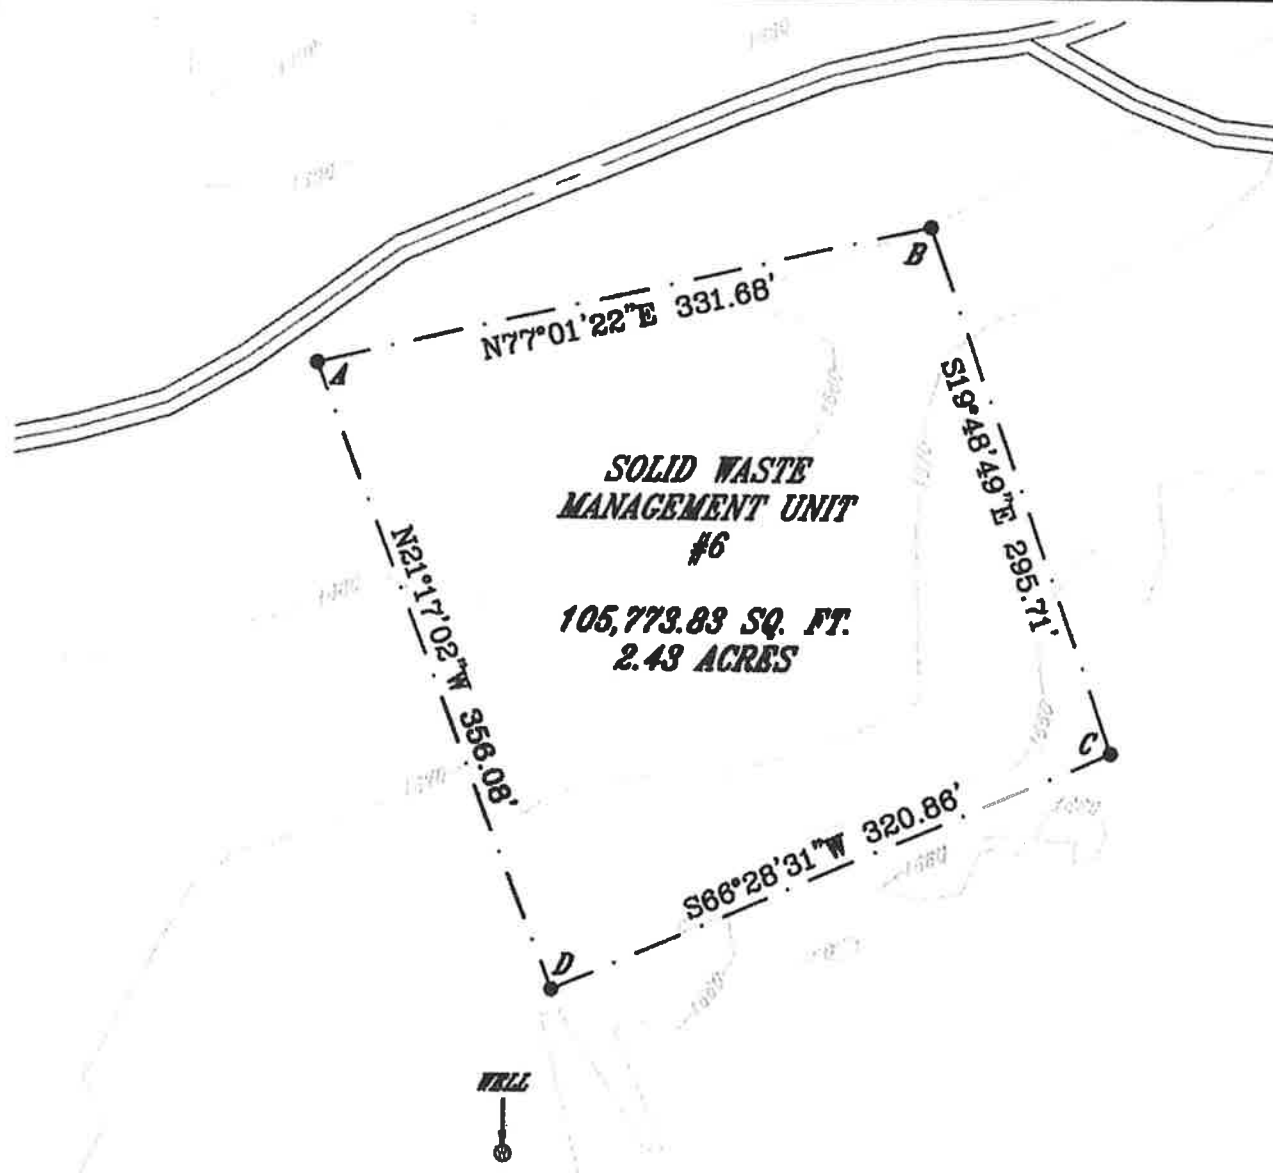 B
N77°01'22"E 331.68'
A
S19°48'49"E 295.71'
SOLID WASTE
MANAGEMENT UNIT
#6
105,773.83 SQ. FT.
2.43 ACRES
N21°17'02"W 356.08'
C
S66°28'31"W 320.86'
D
WELL